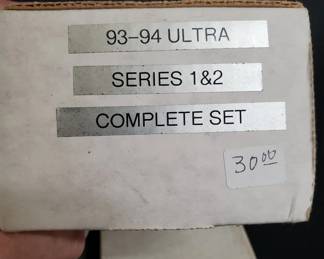 93-94 ULTRA
SERIES 1&2
COMPLETE SET
30 00